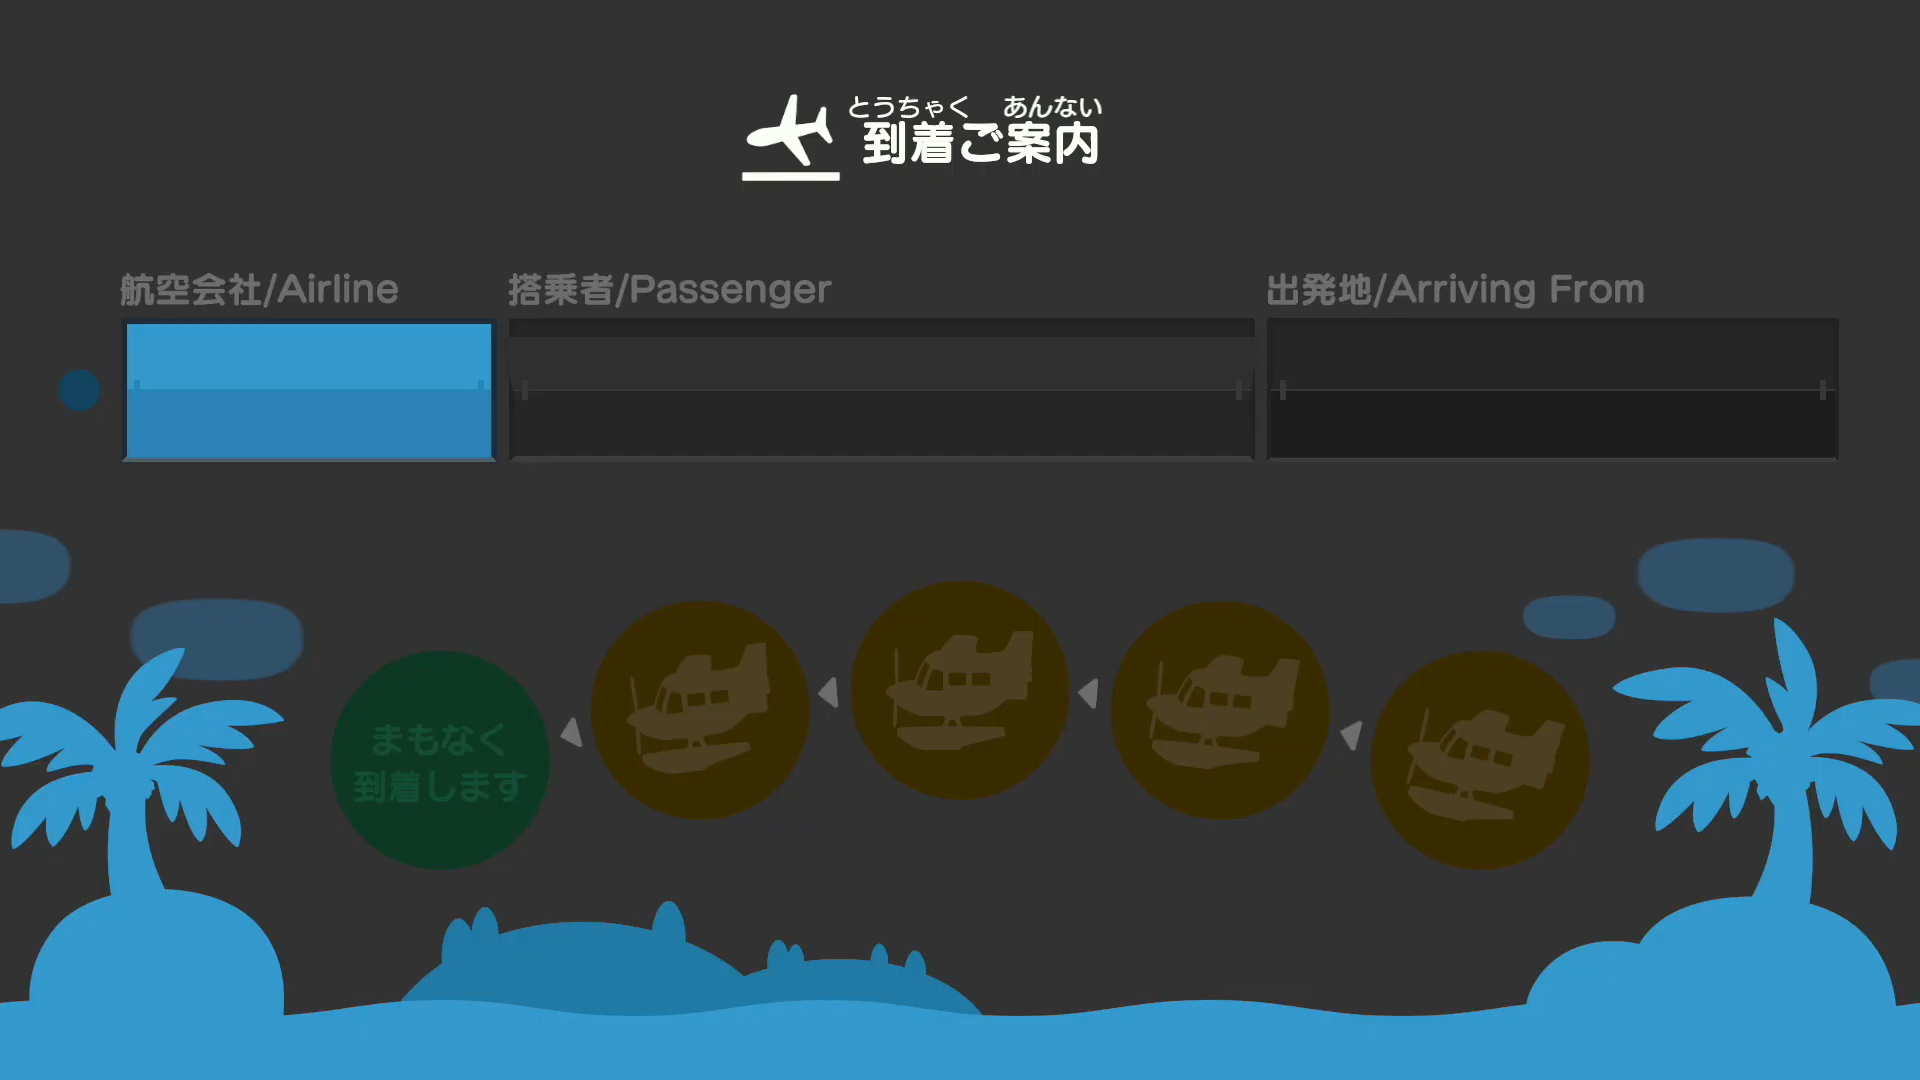 とうちゃく あんない
到着ご案内
航空会社/Airline
搭乗者/Passenger
出発地/Arriving From
まもなく
到着します